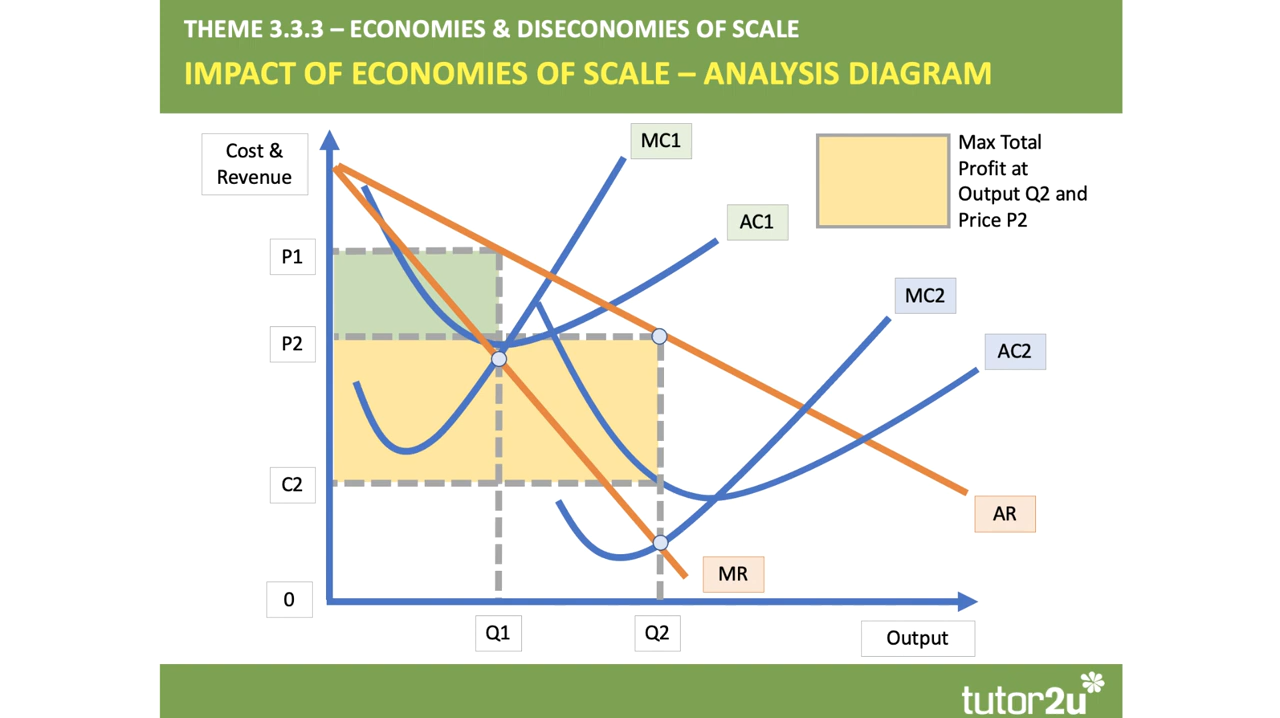 THEME 3.3.3 – ECONOMIES & DISECONOMIES OF SCALE
IMPACT OF ECONOMIES OF SCALE – ANALYSIS DIAGRAM
Cost &
Revenue
MC1
Max Total
Profit at
Output Q2 and
Price P2
AC1
P1
MC2
P2
AC2
C2
AR
MR
0
Q1
Q2
Output
tutor2u